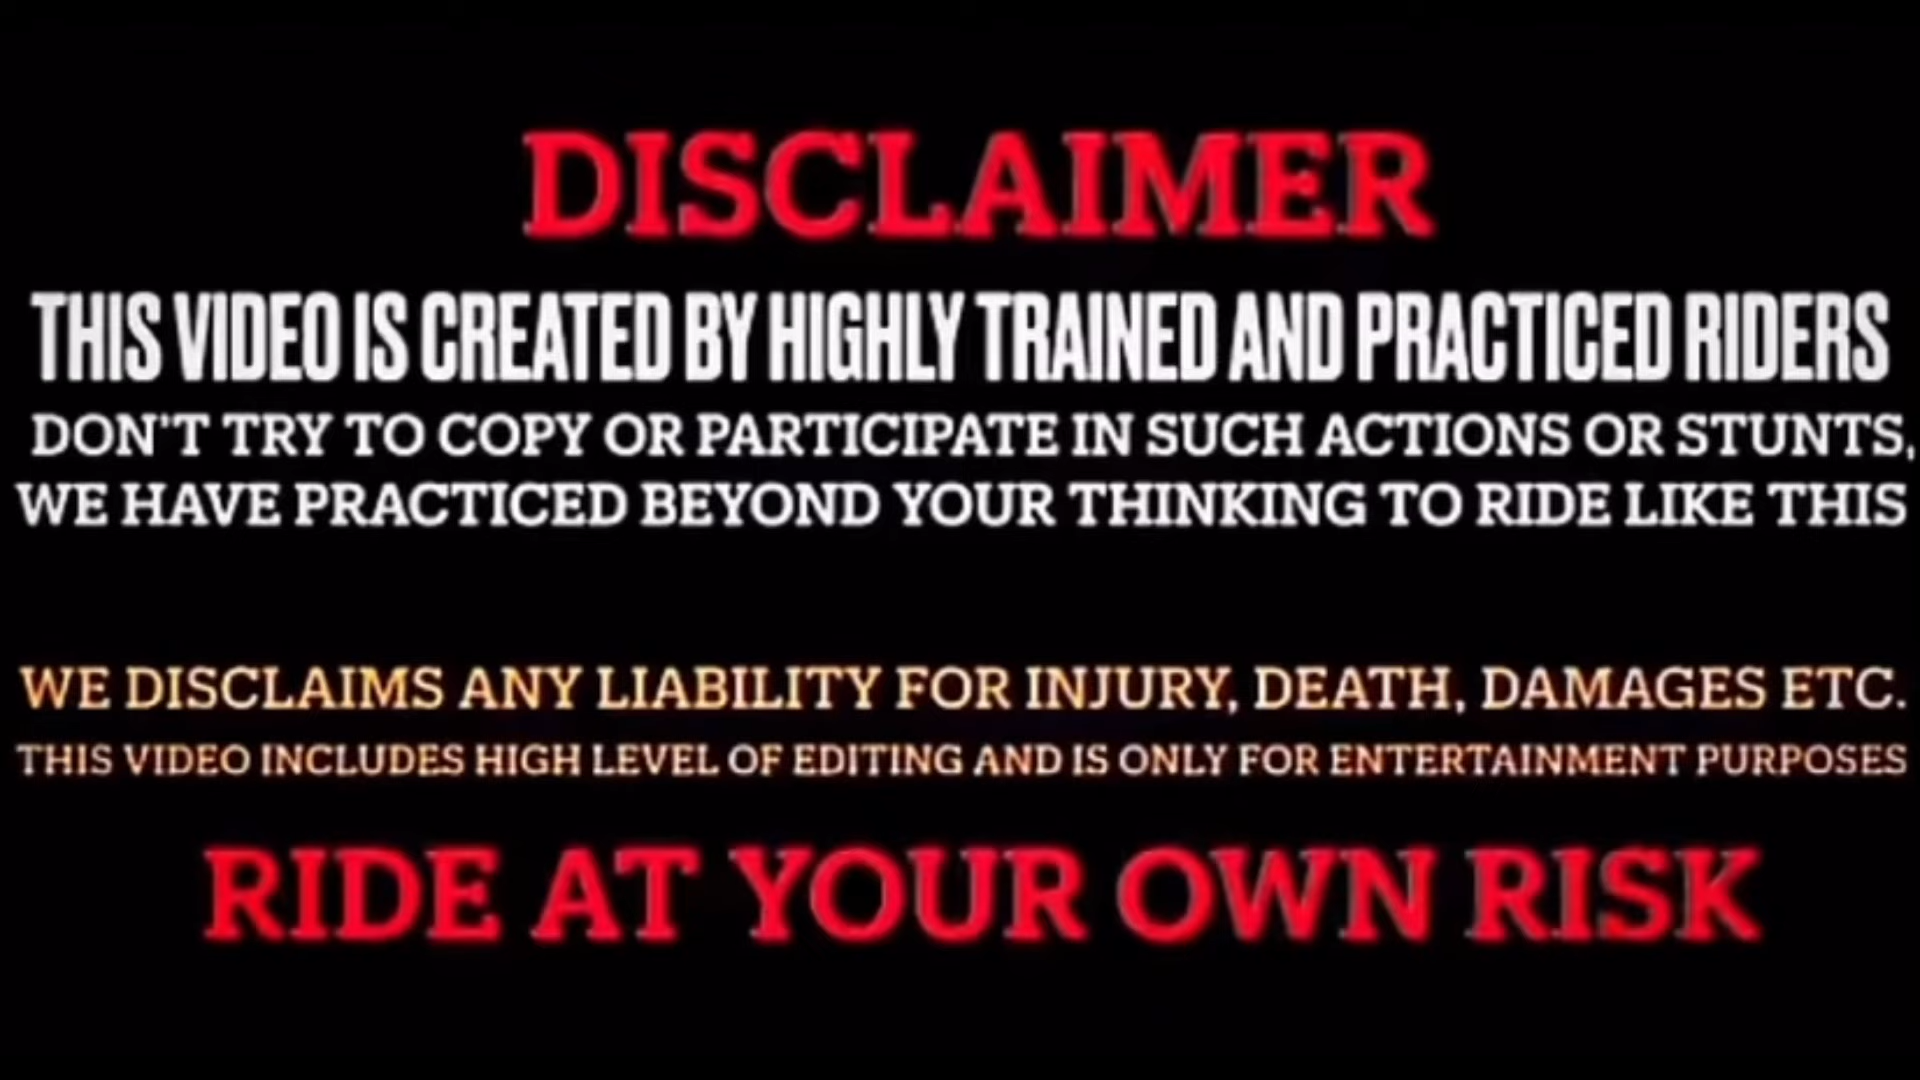 DISCLAIMER
THIS VIDEO IS CREATED BY HIGHLY TRAINED AND PRACTICED RIDERS
DON'T TRY TO COPY OR PARTICIPATE IN SUCH ACTIONS OR STUNTS,
WE HAVE PRACTICED BEYOND YOUR THINKING TO RIDE LIKE THIS
WE DISCLAIMS ANY LIABILITY FOR INJURY, DEATH, DAMAGES ETC.
THIS VIDEO INCLUDES HIGH LEVEL OF EDITING AND IS ONLY FOR ENTERTAINMENT PURPOSES
RIDE AT YOUR OWN RISK